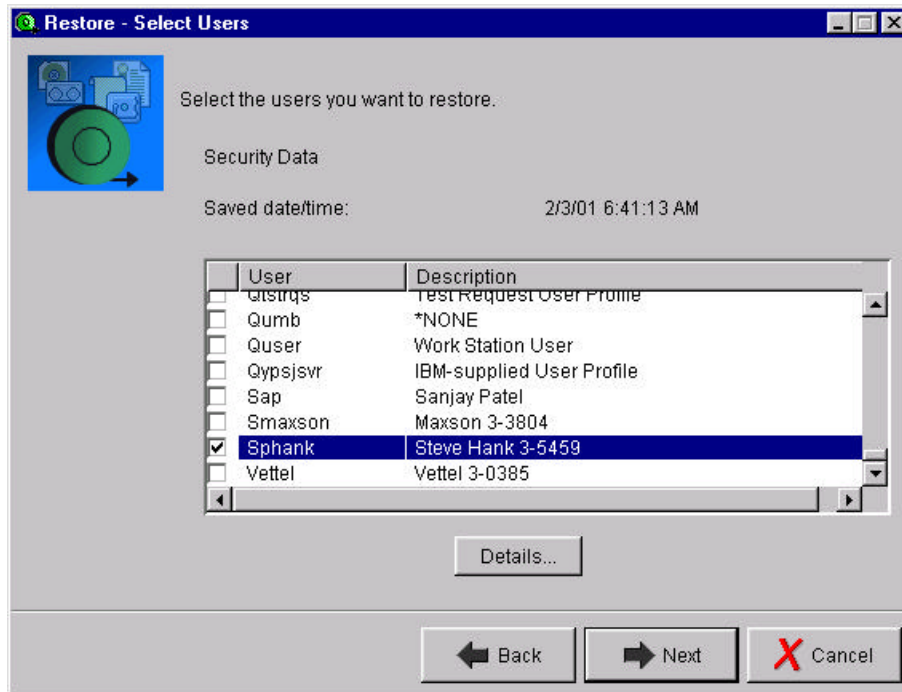 Restore - Select Users
Select the users you want to restore.
Security Data
Saved date/time: 2/3/01 6:41:13 AM
User Description
Qtstrqs Test Request User Profile
Qumb *NONE
Quser Work Station User
Qypsjsvr IBM-supplied User Profile
Sap Sanjay Patel
Smaxson Maxson 3-3804
Sphank Steve Hank 3-5459
Vettel Vettel 3-0385
Details...
Back Next Cancel